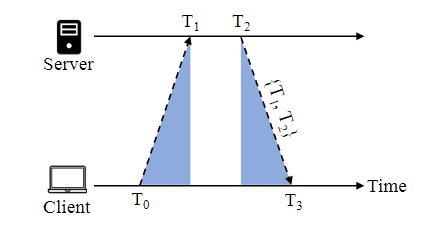 T1 T2
Server
{T1, T2}
Time
Client T0 T3